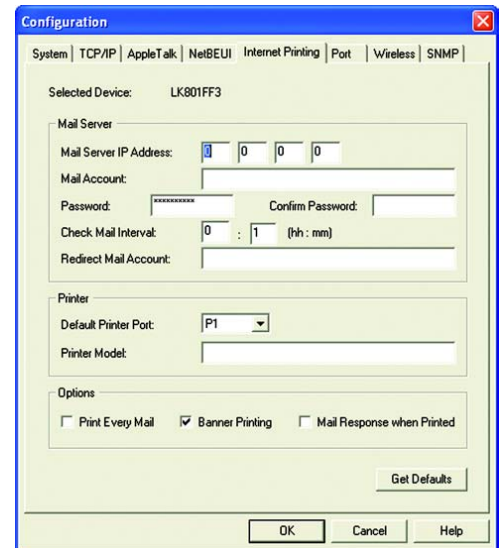 Configuration
System TCP/IP AppleTalk NetBEUI Internet Printing Port Wireless SNMP
Selected Device: LK801FF3
Mail Server
Mail Server IP Address: 0 0 0 0
Mail Account:
Password: ********** Confirm Password:
Check Mail Interval: 0 : 1 (hh : mm)
Redirect Mail Account:
Printer
Default Printer Port: P1
Printer Model:
Options
Print Every Mail Banner Printing Mail Response when Printed
Get Defaults
OK Cancel Help